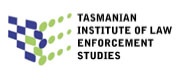 TASMANIAN
INSTITUTE OF LAW
ENFORCEMENT
STUDIES